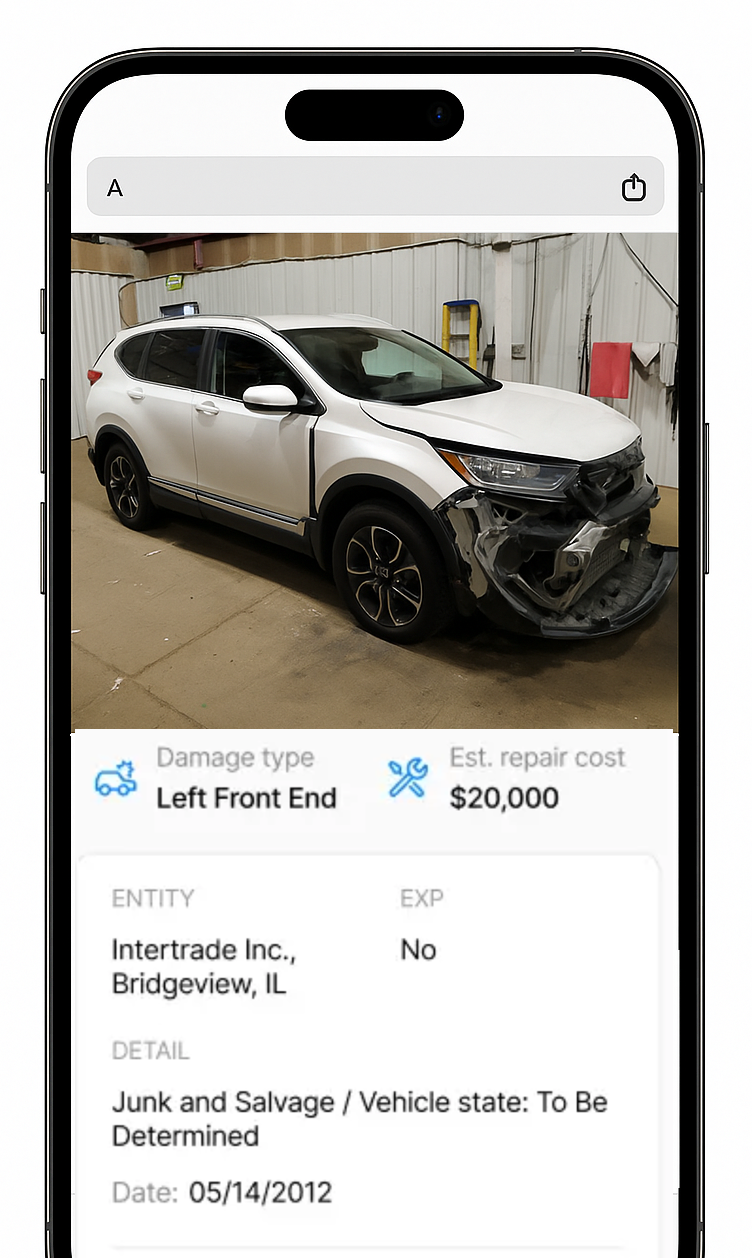 A
Damage type
Est. repair cost
Left Front End
$20,000
ENTITY
EXP
Intertrade Inc.,
Bridgeview, IL
No
DETAIL
Junk and Salvage / Vehicle state: To Be
Determined
Date: 05/14/2012